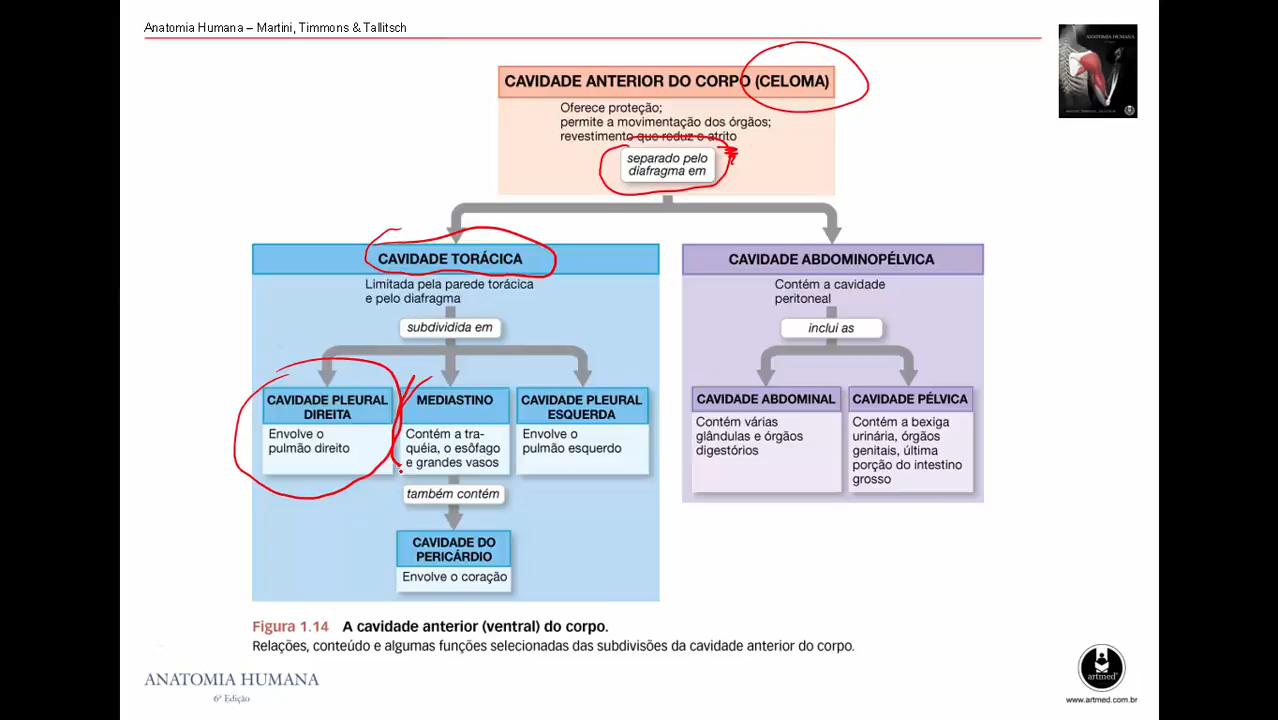 Anatomia Humana – Martini, Timmons & Tallitsch
ANATOMIA HUMANA
CAVIDADE ANTERIOR DO CORPO (CELOMA)
Oferece proteção;
permite a movimentação dos órgãos;
revestimento que reduz o atrito
separado pelo
diafragma em
CAVIDADE TORÁCICA
Limitada pela parede torácica
e pelo diafragma
subdividida em
CAVIDADE PLEURAL
DIREITA
Envolve o
pulmão direito
MEDIASTINO
Contém a tra-
quéia, o esôfago
e grandes vasos
CAVIDADE PLEURAL
ESQUERDA
Envolve o
pulmão esquerdo
também contém
CAVIDADE DO
PERICÁRDIO
Envolve o coração
CAVIDADE ABDOMINOPÉLVICA
Contém a cavidade
peritoneal
inclui as
CAVIDADE ABDOMINAL
Contém várias
glândulas e órgãos
digestórios
CAVIDADE PÉLVICA
Contém a bexiga
urinária, órgãos
genitais, última
porção do intestino
grosso
Figura 1.14 A cavidade anterior (ventral) do corpo.
Relações, conteúdo e algumas funções selecionadas das subdivisões da cavidade anterior do corpo.
ANATOMIA HUMANA
6ª Edição
artmed
www.artmed.com.br